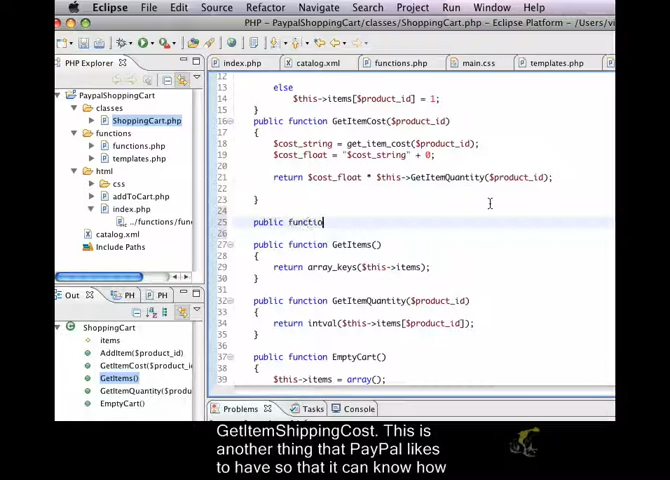 Eclipse File Edit Source Refactor Navigate Search Project Run Window Help
PHP - PaypalShoppingCart/classes/ShoppingCart.php - Eclipse Platform - /Users/vi
PHP Explorer
index.php catalog.xml functions.php main.css templates.php
PaypalShoppingCart
classes
ShoppingCart.php
functions
functions.php
templates.php
html
css
addToCart.php
index.php
../functions/func
catalog.xml
Include Paths
12
13 else
14 $this->items[$product_id] = 1;
15 }
16 public function GetItemCost($product_id)
17 {
18 $cost_string = get_item_cost($product_id);
19 $cost_float = "$cost_string" + 0;
20
21 return $cost_float * $this->GetItemQuantity($product_id);
22
23 }
24
25 public functio
26
27 public function GetItems()
28 {
29 return array_keys($this->items);
30 }
31
32 public function GetItemQuantity($product_id)
33 {
34 return intval($this->items[$product_id]);
35 }
36
37 public function EmptyCart()
38 {
39 $this->items = array();
Out PH PH
ShoppingCart
items
AddItem($product_id)
GetItemCost($product_i
GetItems()
GetItemQuantity($produ
EmptyCart()
Problems Tasks Console
GetItemShippingCost. This is
another thing that PayPal likes
to have so that it can know how